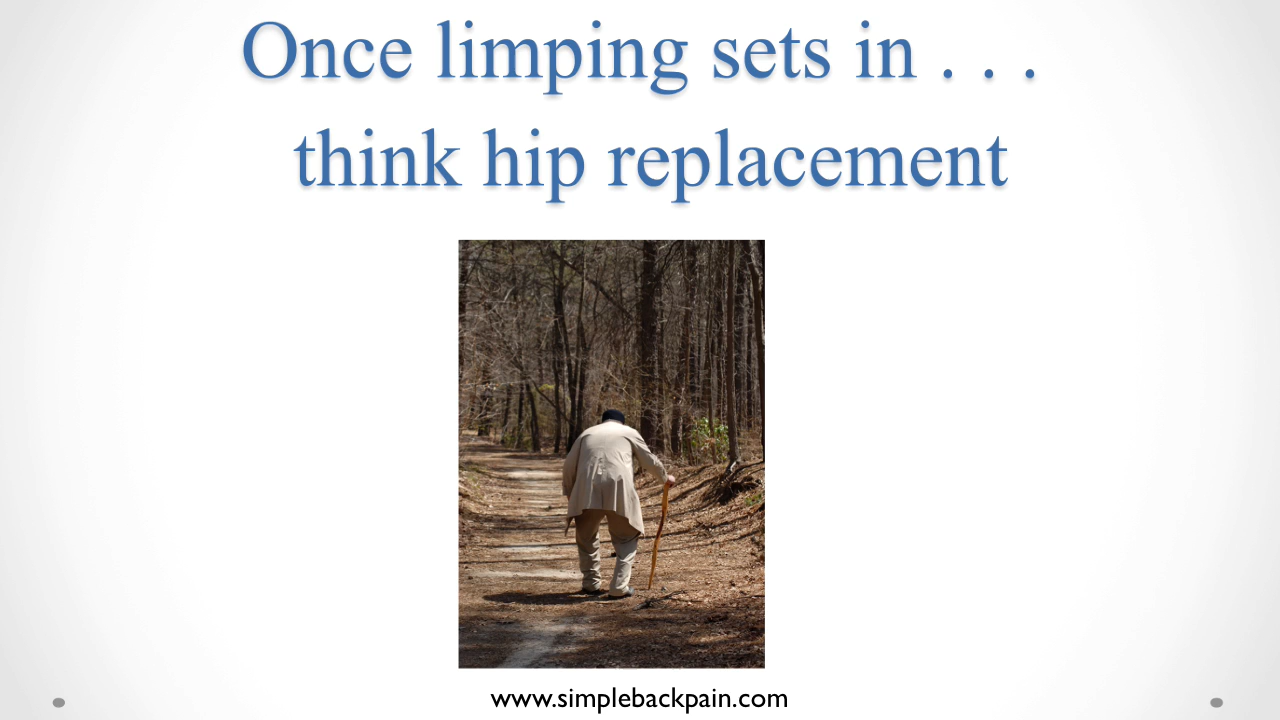 Once limping sets in . . .
think hip replacement
www.simplebackpain.com